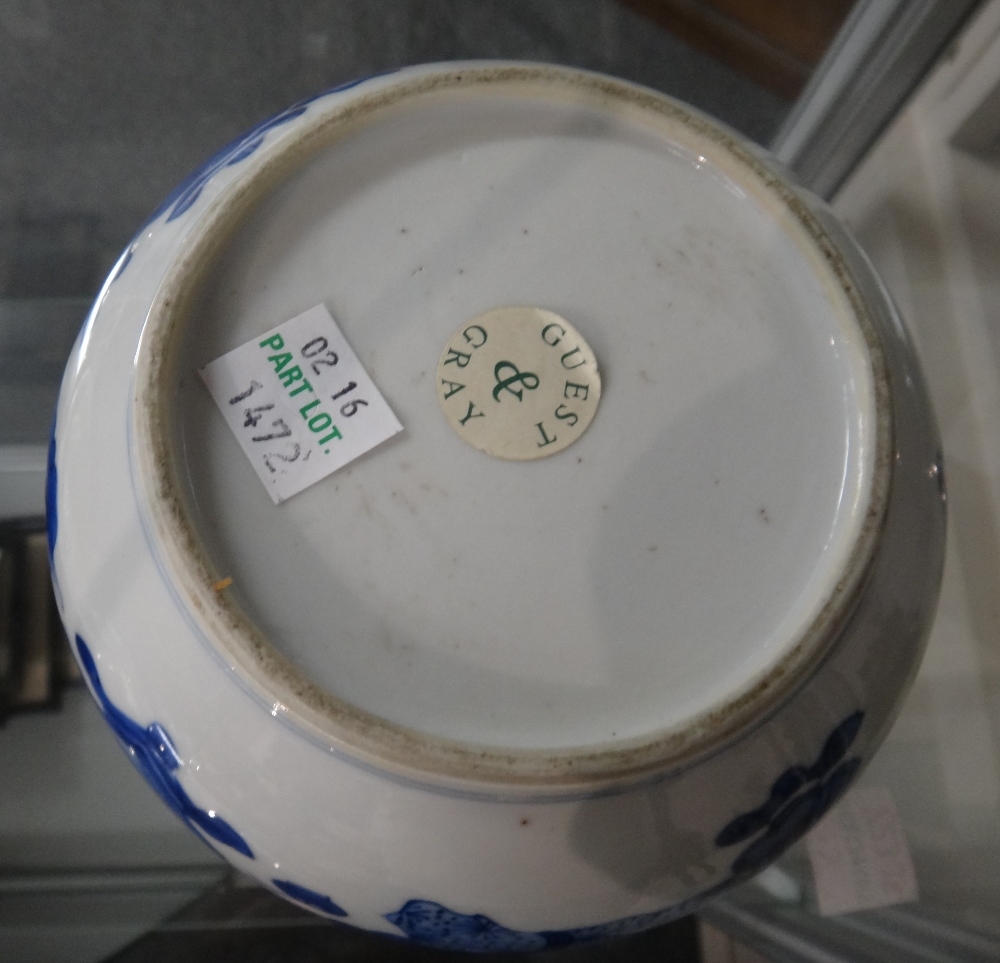 02 16
PART LOT.
1472
GUEST
&
GRAY